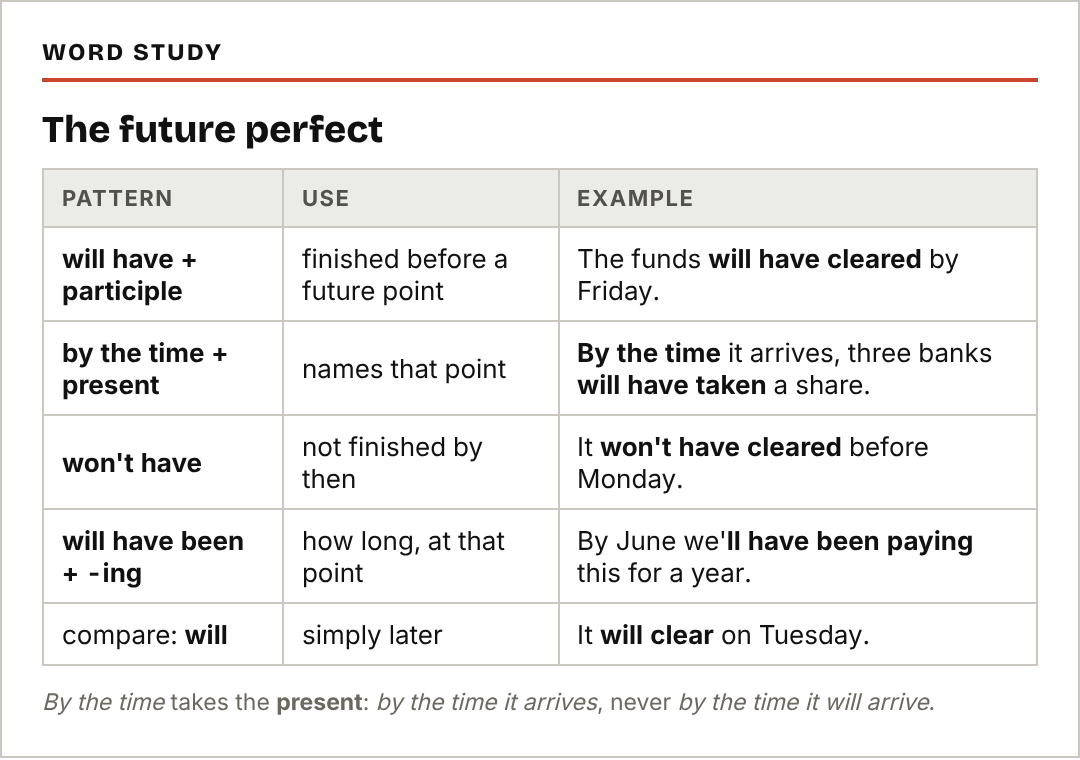 WORD STUDY
The future perfect
PATTERN USE EXAMPLE
will have +
participle
finished before a
future point
The funds will have cleared by
Friday.
by the time +
present
names that point
By the time it arrives, three banks
will have taken a share.
won't have
not finished by
then
It won't have cleared before
Monday.
will have been
+ -ing
how long, at that
point
By June we'll have been paying
this for a year.
compare: will
simply later
It will clear on Tuesday.
By the time takes the present: by the time it arrives, never by the time it will arrive.